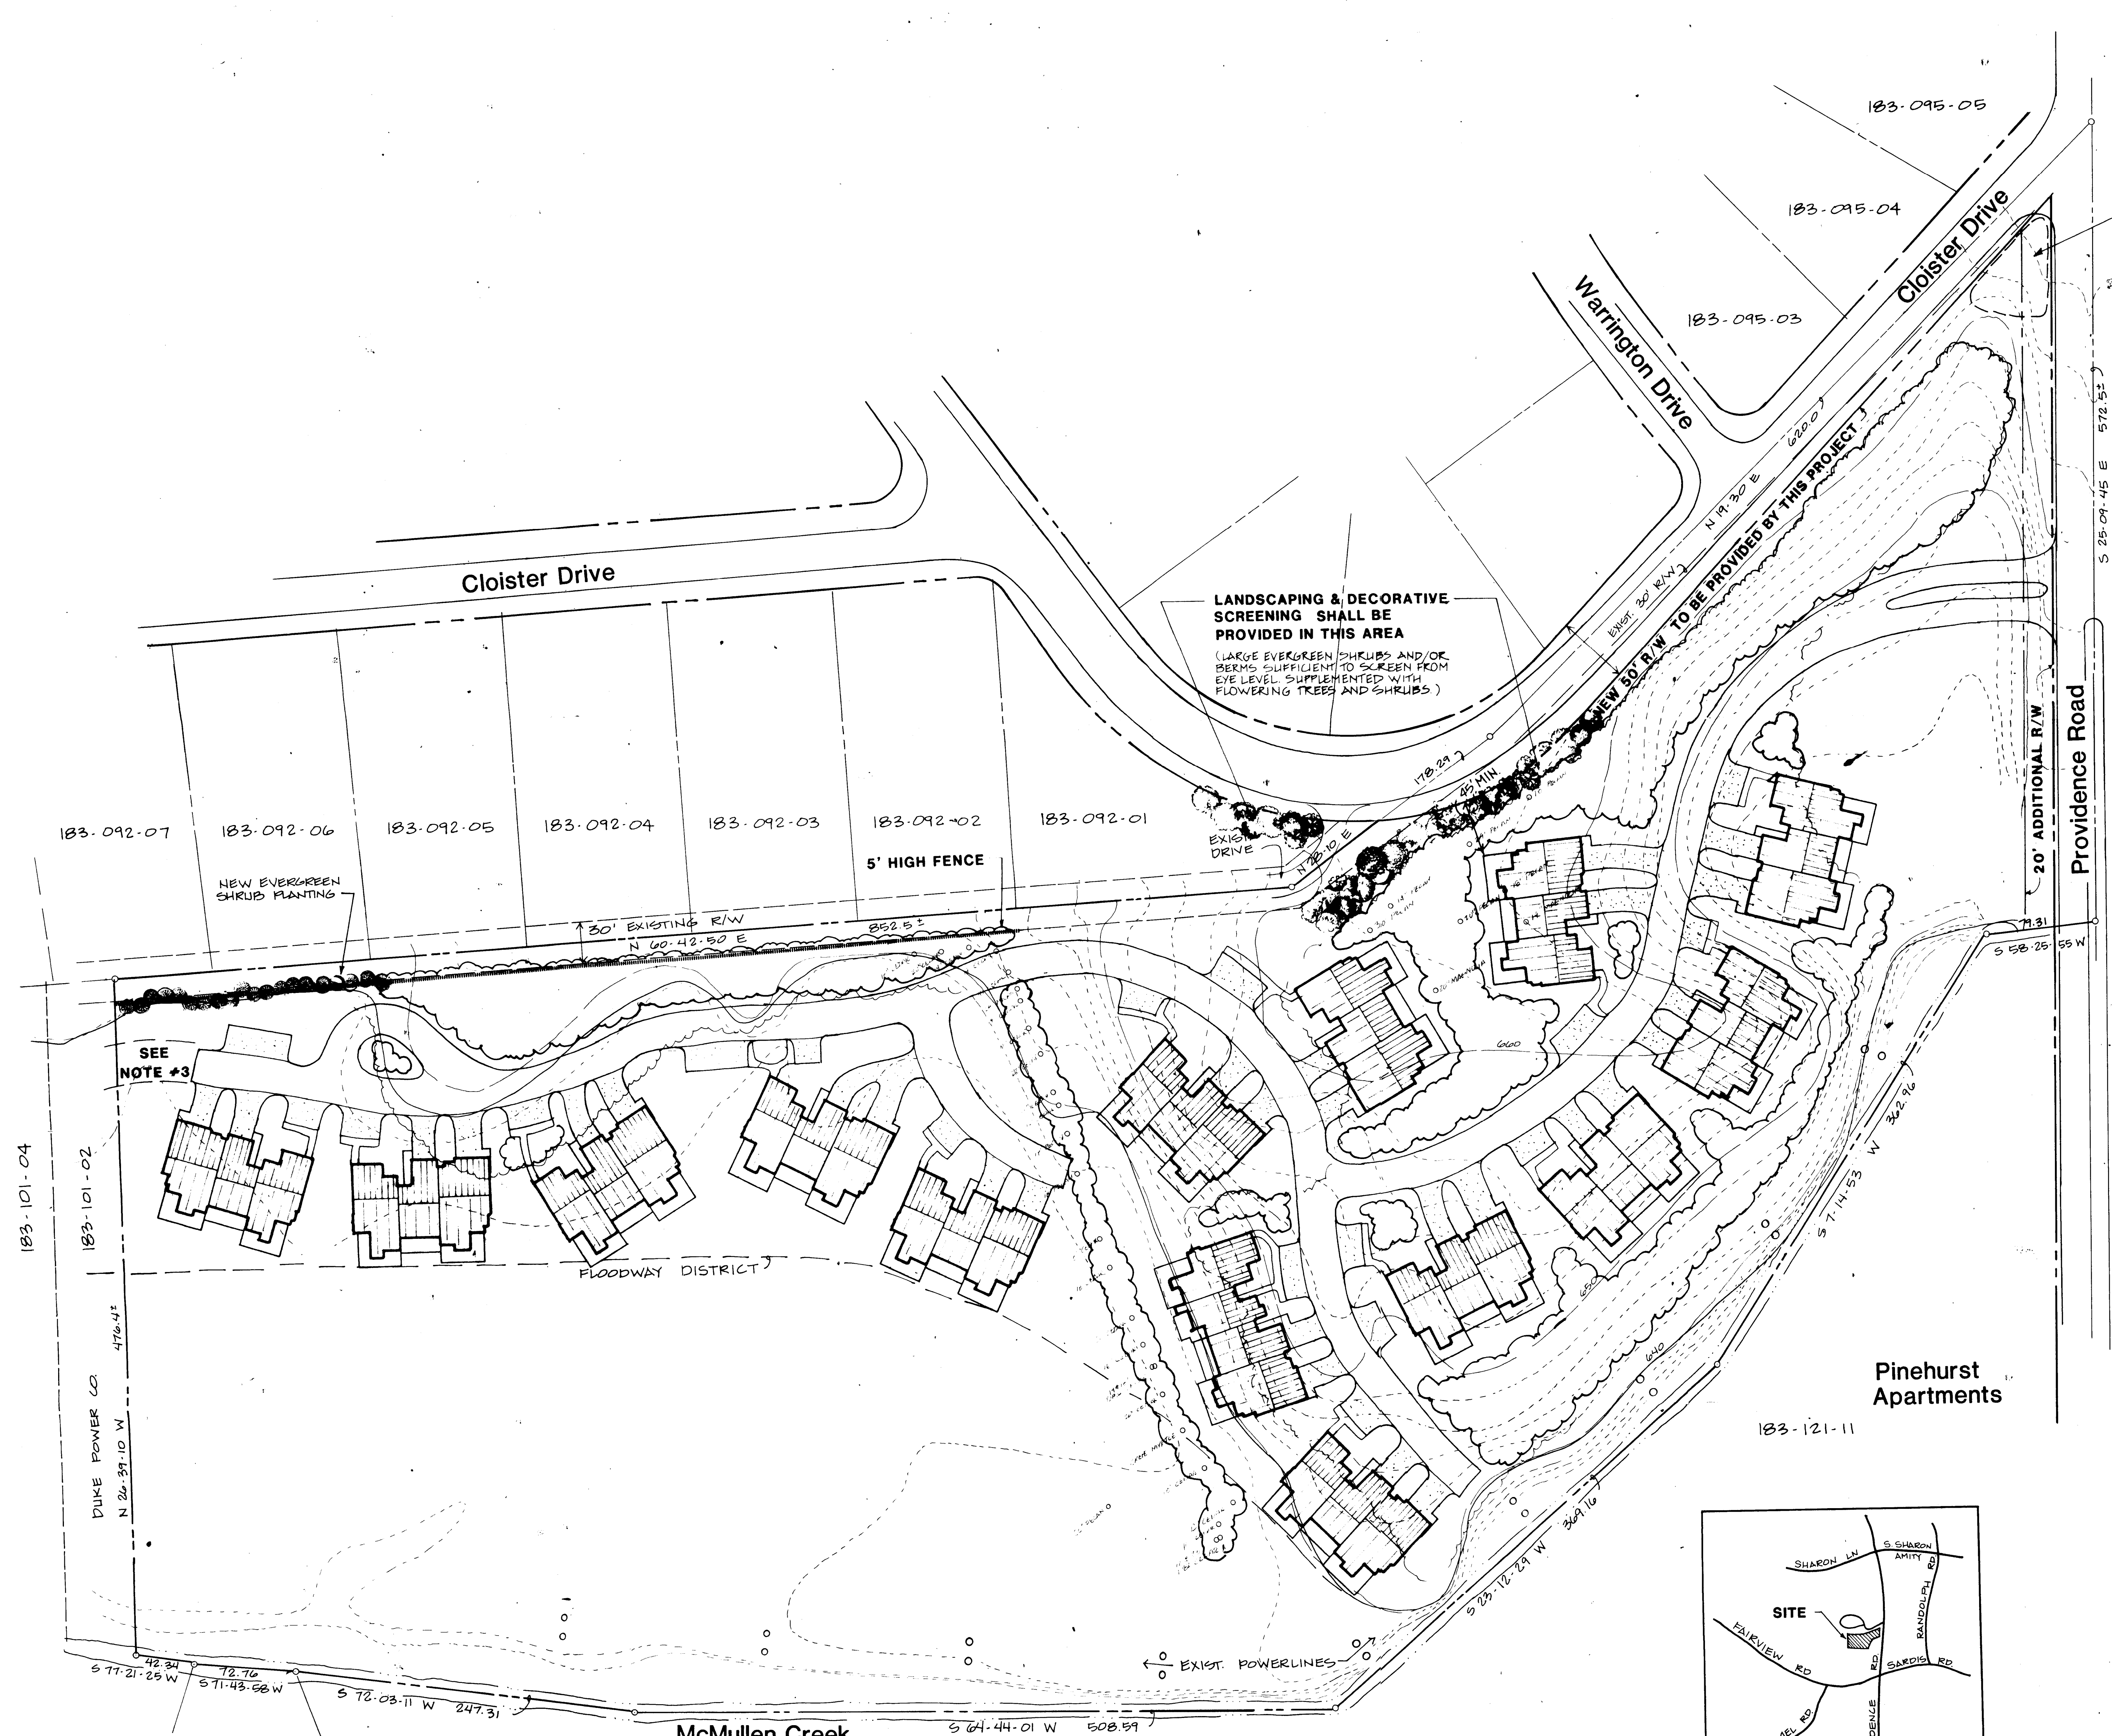 183-095-05
183-095-04
Cloister Drive
183-095-03
Warrington Drive
620.0
N 19-30 E
EXIST. 30' R/W
NEW 50' R/W TO BE PROVIDED BY THIS PROJECT
572.5±
S 25-09-45 E
Cloister Drive
LANDSCAPING & DECORATIVE
SCREENING SHALL BE
PROVIDED IN THIS AREA
(LARGE EVERGREEN SHRUBS AND/OR
BERMS SUFFICIENT TO SCREEN FROM
EYE LEVEL. SUPPLEMENTED WITH
FLOWERING TREES AND SHRUBS.)
20' ADDITIONAL R/W
Providence Road
178.29
45' MIN.
183-092-07
183-092-06
183-092-05
183-092-04
183-092-03
183-092-02
183-092-01
EXIST.
DRIVE
5' HIGH FENCE
NEW EVERGREEN
SHRUB PLANTING
30' EXISTING R/W
852.5±
N 60-42-50 E
79.31
S 58-25-55 W
SEE
NOTE #3
660
183-101-04
183-101-02
362.96
S 7-14-53 W
FLOODWAY DISTRICT
650
640
476.4±
DUKE POWER CO.
N 26-39-10 W
Pinehurst
Apartments
183-121-11
369.16
S 23-12-29 W
S. SHARON
AMITY
RD
SHARON LN
RANDOLPH
SITE
FAIRVIEW
RD
RD.
SARDIS RD
EXIST. POWERLINES
42.34
S 77-21-25 W
72.76
S 71-43-58 W
S 72-03-11 W 247.31
McMullen Creek
S 64-44-01 W 508.59